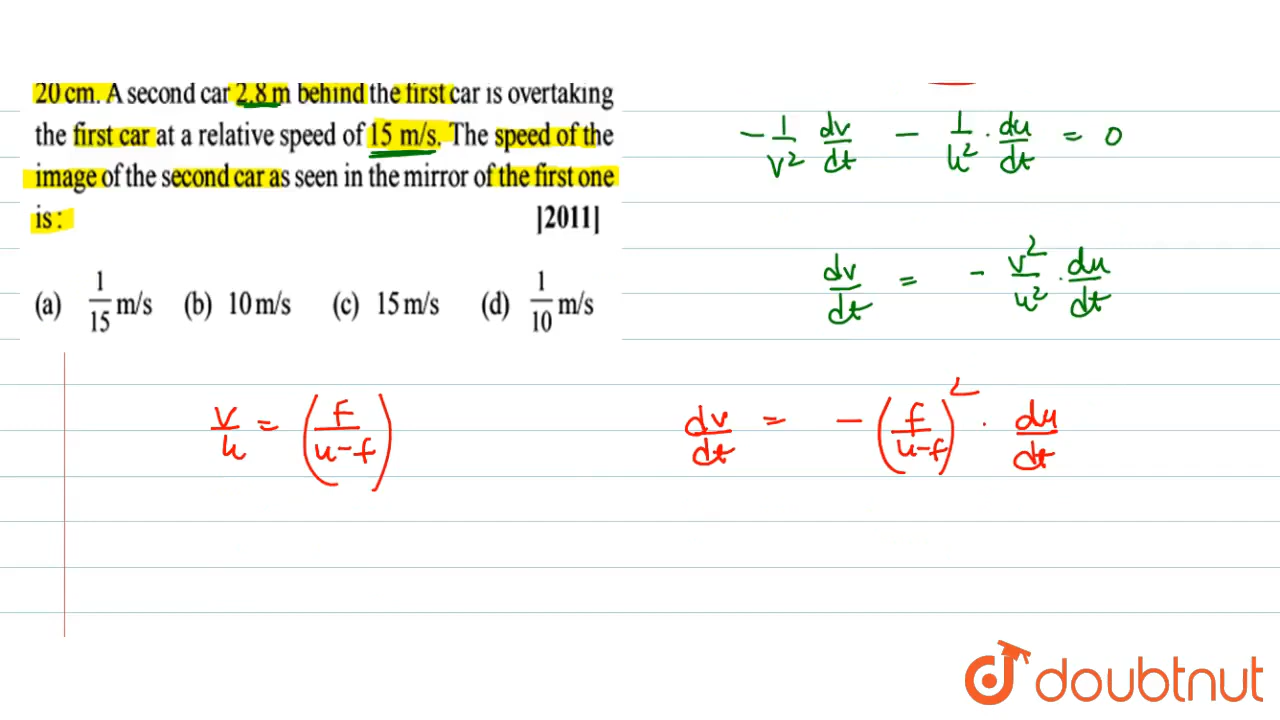 20 cm. A second car 2.8 m behind the first car is overtaking
the first car at a relative speed of 15 m/s. The speed of the
image of the second car as seen in the mirror of the first one
is :
[2011]
(a) 1/15 m/s (b) 10 m/s (c) 15 m/s (d) 1/10 m/s
-1/v² dv/dt - 1/u² · du/dt = 0
dv/dt = - v²/u² · du/dt
v/u = (f/u-f)
dv/dt = - (f/u-f)² · du/dt
doubtnut